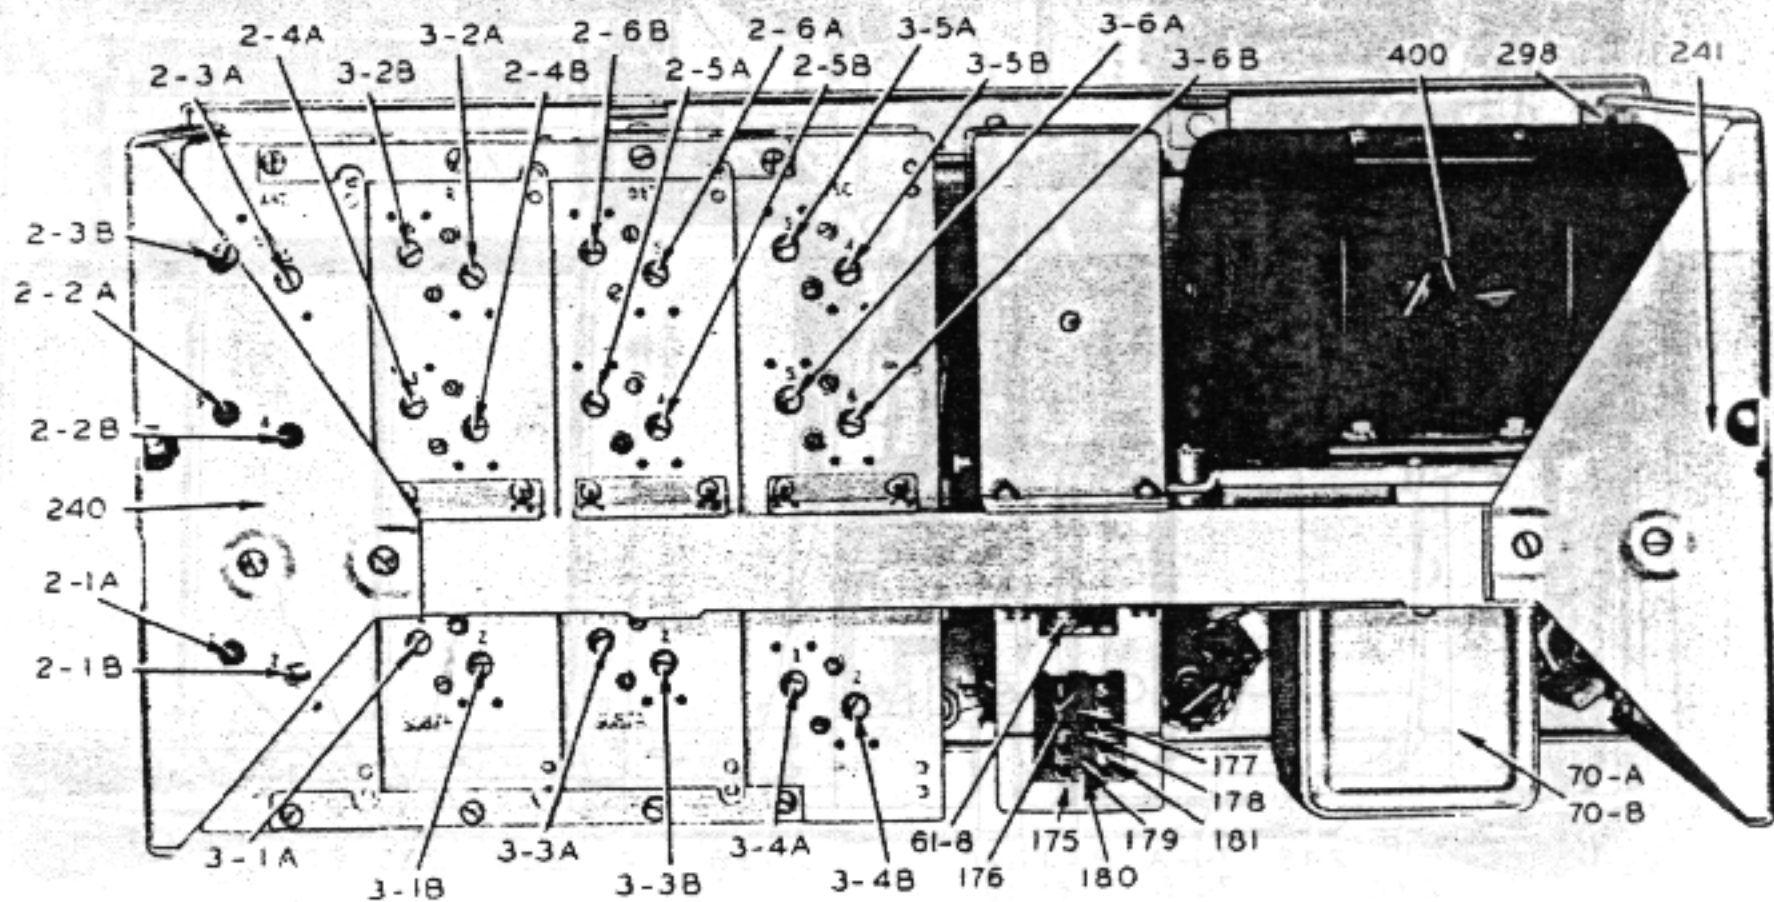 2-4A 3-2A 2-6B 2-6A 3-5A 3-6A
2-3A 3-2B 2-4B 2-5A 2-5B 3-5B 3-6B 400 298 241
2-3B
2-2A
2-2B
240
2-1A
2-1B
177
178
70-A
70-B
3-1A 3-3A 3-4A 61-8 175 179 181
3-1B 3-3B 3-4B 176 180